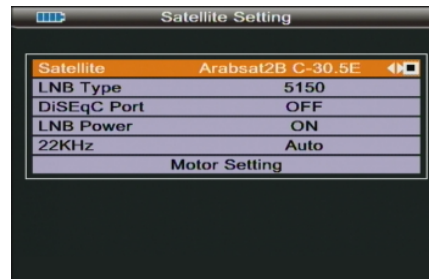 Satellite Setting
Satellite Arabsat2B C-30.5E
LNB Type 5150
DiSEqC Port OFF
LNB Power ON
22KHz Auto
Motor Setting